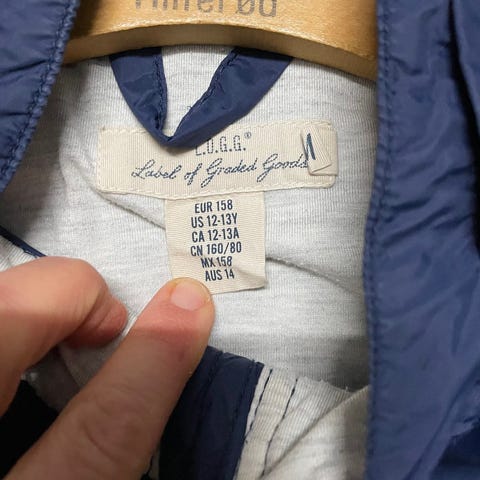 L.O.G.G.®
Label of Graded Goods
EUR 158
US 12-13Y
CA 12-13A
CN 160/80
MX 158
AUS 14